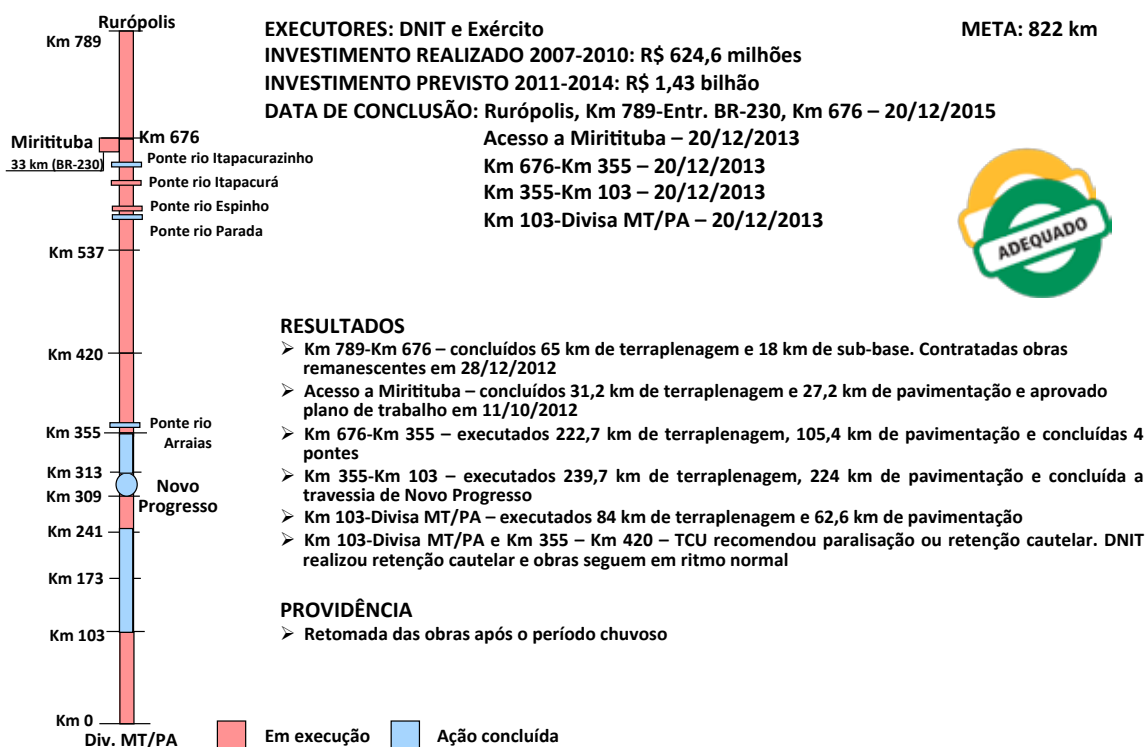 Rurópolis
Km 789
Miritituba
Km 676
33 km (BR-230)
Ponte rio Itapacurazinho
Ponte rio Itapacurá
Ponte rio Espinho
Ponte rio Parada
Km 537
Km 420
Ponte rio
Arraias
Km 355
Km 313
Km 309
Novo
Progresso
Km 241
Km 173
Km 103
Km 0
Div. MT/PA
EXECUTORES: DNIT e Exército
META: 822 km
INVESTIMENTO REALIZADO 2007-2010: R$ 624,6 milhões
INVESTIMENTO PREVISTO 2011-2014: R$ 1,43 bilhão
DATA DE CONCLUSÃO: Rurópolis, Km 789-Entr. BR-230, Km 676 – 20/12/2015
Acesso a Miritituba – 20/12/2013
Km 676-Km 355 – 20/12/2013
Km 355-Km 103 – 20/12/2013
Km 103-Divisa MT/PA – 20/12/2013
ADEQUADO
RESULTADOS
➢ Km 789-Km 676 – concluídos 65 km de terraplenagem e 18 km de sub-base. Contratadas obras
remanescentes em 28/12/2012
➢ Acesso a Miritituba – concluídos 31,2 km de terraplenagem e 27,2 km de pavimentação e aprovado
plano de trabalho em 11/10/2012
➢ Km 676-Km 355 – executados 222,7 km de terraplenagem, 105,4 km de pavimentação e concluídas 4
pontes
➢ Km 355-Km 103 – executados 239,7 km de terraplenagem, 224 km de pavimentação e concluída a
travessia de Novo Progresso
➢ Km 103-Divisa MT/PA – executados 84 km de terraplenagem e 62,6 km de pavimentação
➢ Km 103-Divisa MT/PA e Km 355 – Km 420 – TCU recomendou paralisação ou retenção cautelar. DNIT
realizou retenção cautelar e obras seguem em ritmo normal
PROVIDÊNCIA
➢ Retomada das obras após o período chuvoso
Em execução
Ação concluída